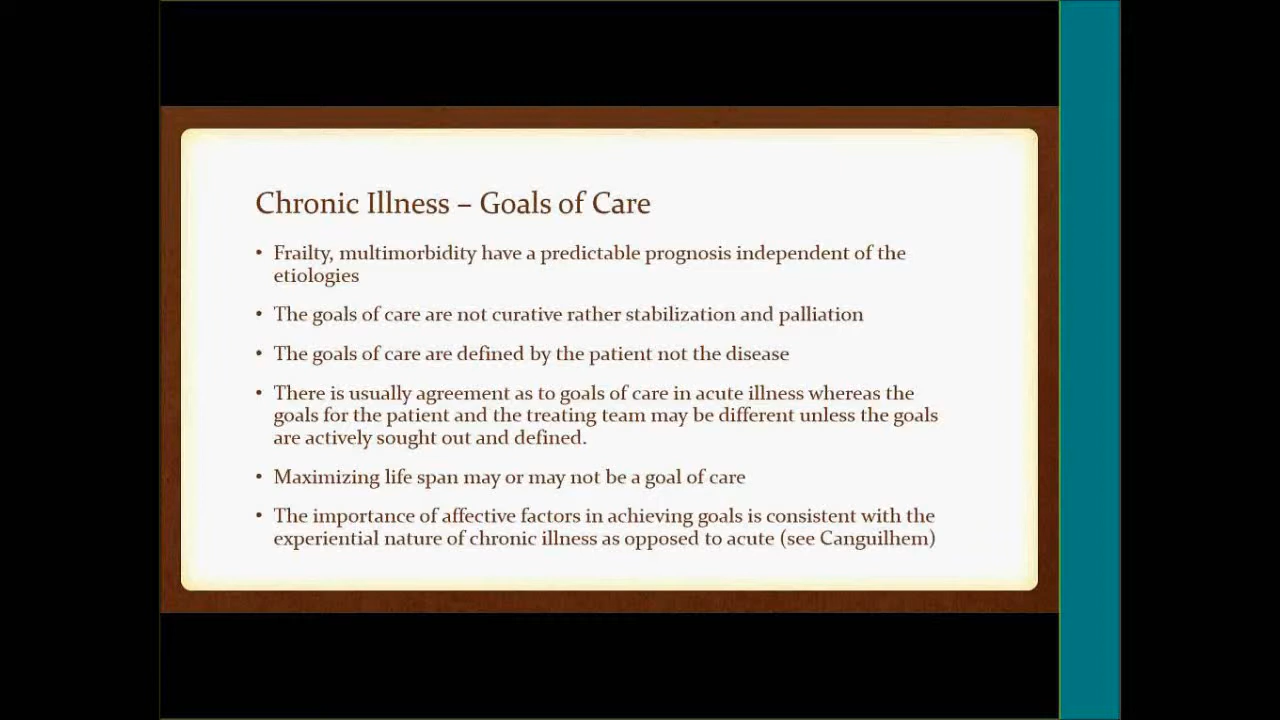 Chronic Illness – Goals of Care
• Frailty, multimorbidity have a predictable prognosis independent of the
etiologies
• The goals of care are not curative rather stabilization and palliation
• The goals of care are defined by the patient not the disease
• There is usually agreement as to goals of care in acute illness whereas the
goals for the patient and the treating team may be different unless the goals
are actively sought out and defined.
• Maximizing life span may or may not be a goal of care
• The importance of affective factors in achieving goals is consistent with the
experiential nature of chronic illness as opposed to acute (see Canguilhem)